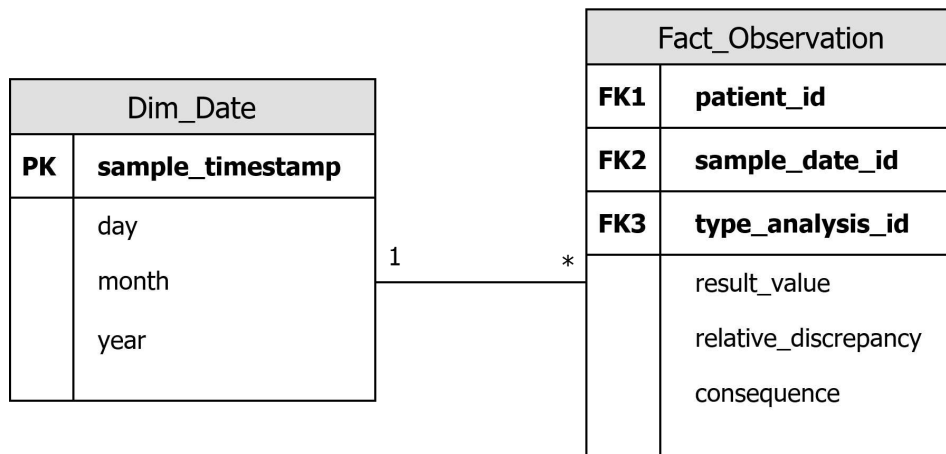 Dim_Date
PK sample_timestamp
day
month
year
1
*
Fact_Observation
FK1 patient_id
FK2 sample_date_id
FK3 type_analysis_id
result_value
relative_discrepancy
consequence